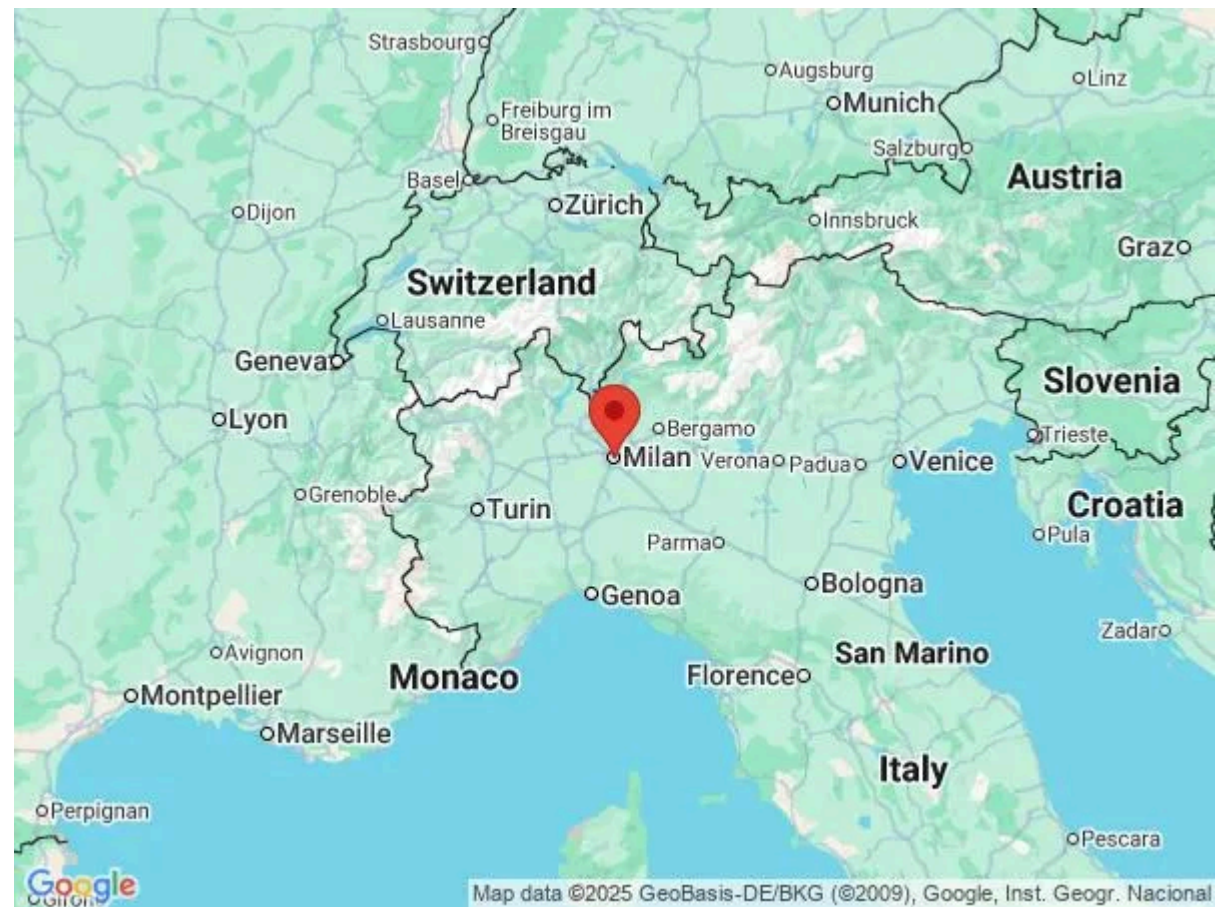 Strasbourg
Augsburg
Linz
Munich
Freiburg im
Breisgau
Salzburg
Austria
Basel
Zürich
Dijon
Innsbruck
Graz
Switzerland
Lausanne
Geneva
Slovenia
Lyon
Bergamo
Trieste
Milan
Verona
Padua
Venice
Grenoble
Turin
Croatia
Pula
Parma
Bologna
Genoa
Zadar
Avignon
San Marino
Monaco
Florence
Montpellier
Marseille
Italy
Perpignan
Pescara
Google
Map data ©2025 GeoBasis-DE/BKG (©2009), Google, Inst. Geogr. Nacional